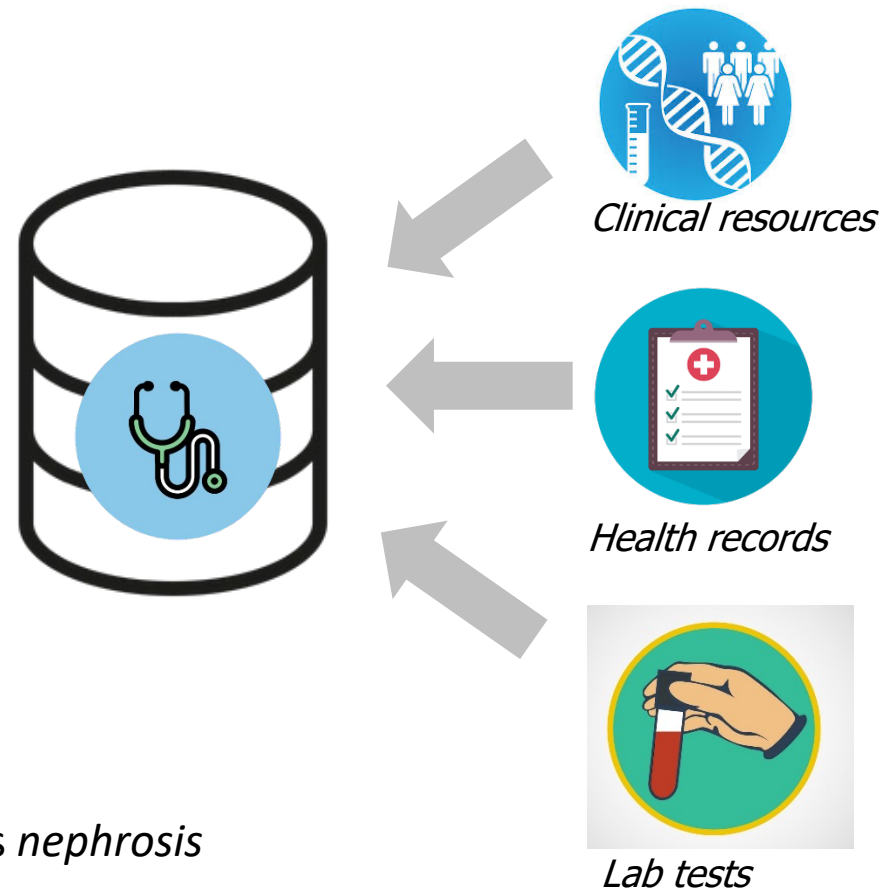 Clinical resources
Health records
s nephrosis
Lab tests